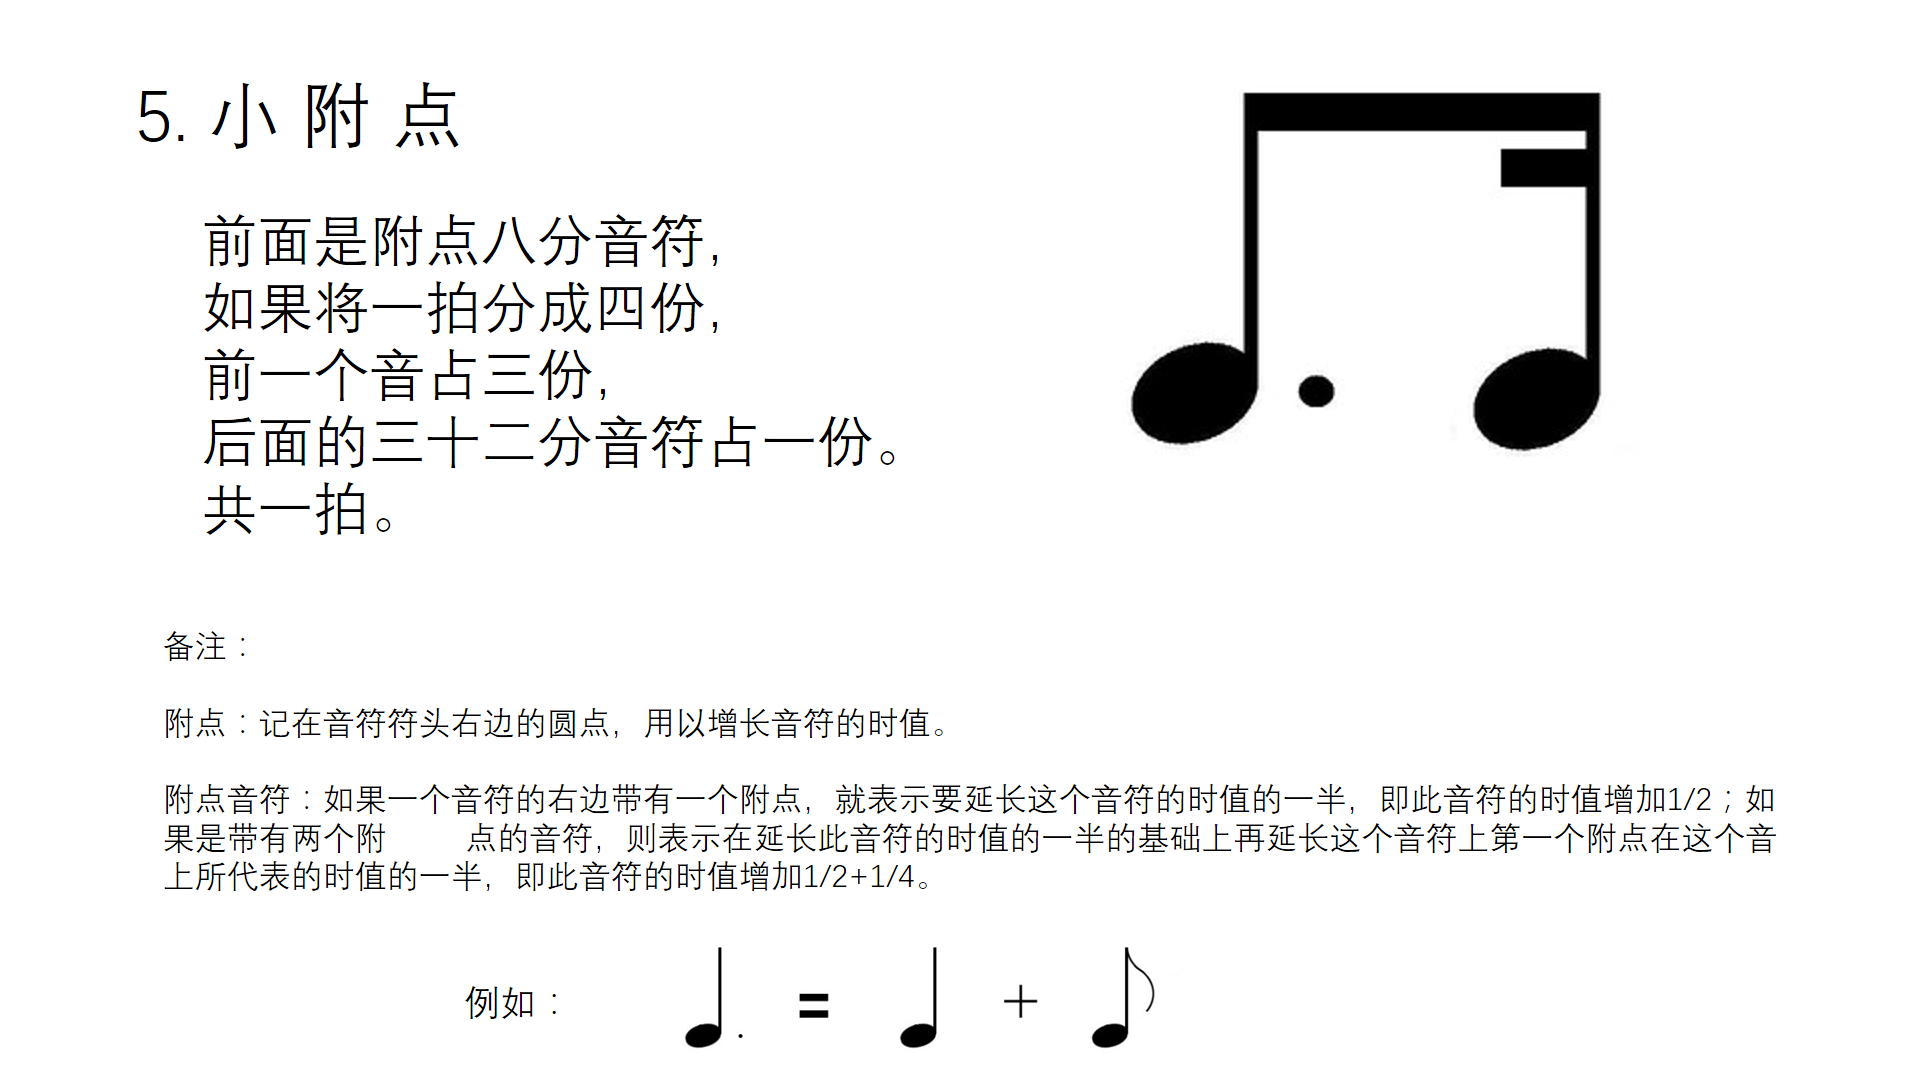 5. 小 附 点
前面是附点八分音符,
如果将一拍分成四份,
前一个音占三份,
后面的三十二分音符占一份。
共一拍。
备注：
附点：记在音符符头右边的圆点, 用以增长音符的时值。
附点音符：如果一个音符的右边带有一个附点, 就表示要延长这个音符的时值的一半, 即此音符的时值增加1/2；如
果是带有两个附 点的音符, 则表示在延长此音符的时值的一半的基础上再延长这个音符上第一个附点在这个音
上所代表的时值的一半, 即此音符的时值增加1/2+1/4。
例如： = +